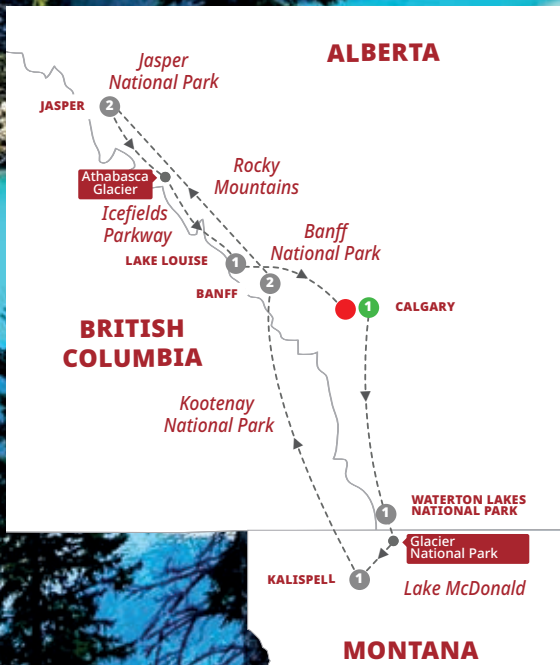 ALBERTA
Jasper
National Park
JASPER
2
Athabasca
Glacier
Rocky
Mountains
Icefields
Parkway
Banff
National Park
LAKE LOUISE
1
2
BANFF
1
CALGARY
BRITISH
COLUMBIA
Kootenay
National Park
1
WATERTON LAKES
NATIONAL PARK
Glacier
National Park
KALISPELL
1
Lake McDonald
MONTANA